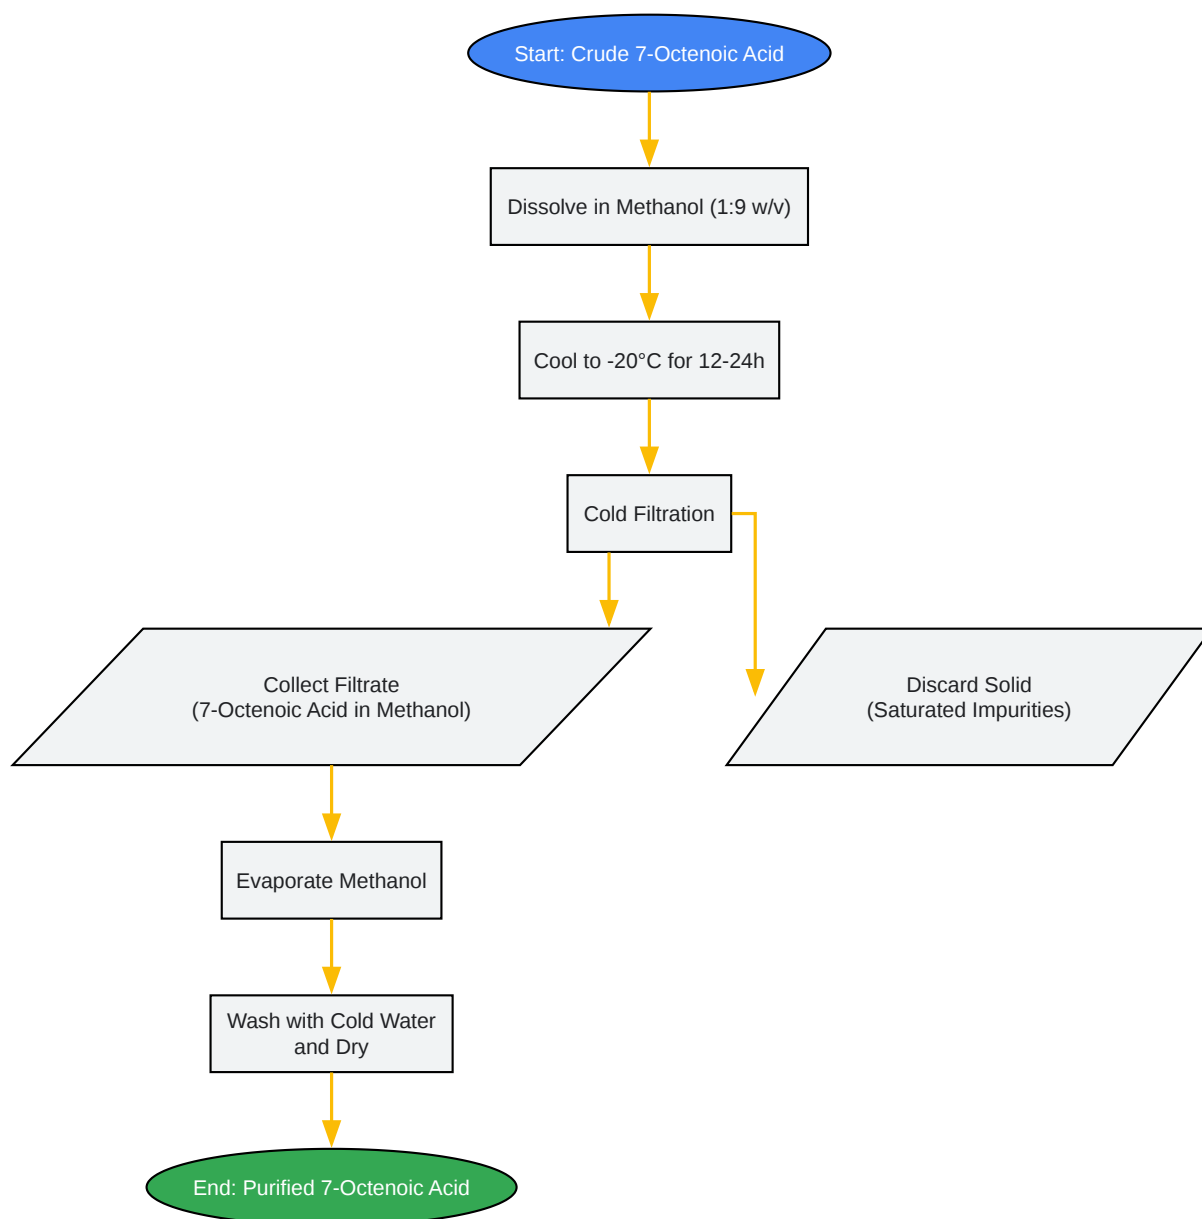 Start: Crude 7-Octenoic Acid
Dissolve in Methanol (1:9 w/v)
Cool to -20°C for 12-24h
Cold Filtration
Collect Filtrate
(7-Octenoic Acid in Methanol)
Discard Solid
(Saturated Impurities)
Evaporate Methanol
Wash with Cold Water
and Dry
End: Purified 7-Octenoic Acid